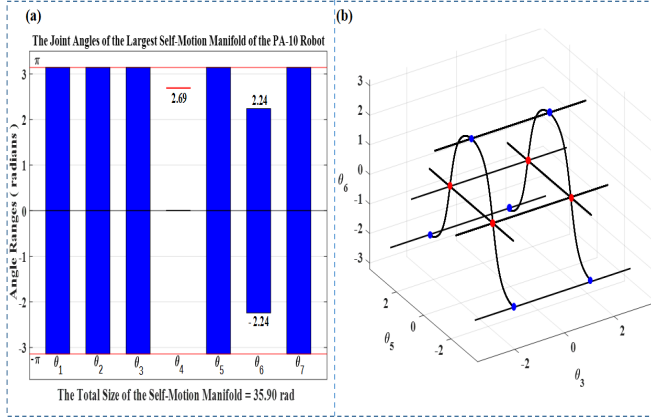 (a)
The Joint Angles of the Largest Self-Motion Manifold of the PA-10 Robot
π
3
2
1
0
-1
-2
-3
-π
Angle Ranges ( radians )
2.69
2.24
-2.24
θ1 θ2 θ3 θ4 θ5 θ6 θ7
The Total Size of the Self-Motion Manifold = 35.90 rad
(b)
3
2
1
0
-1
-2
-3
θ6
2
0
-2
θ5
-2
0
2
θ3